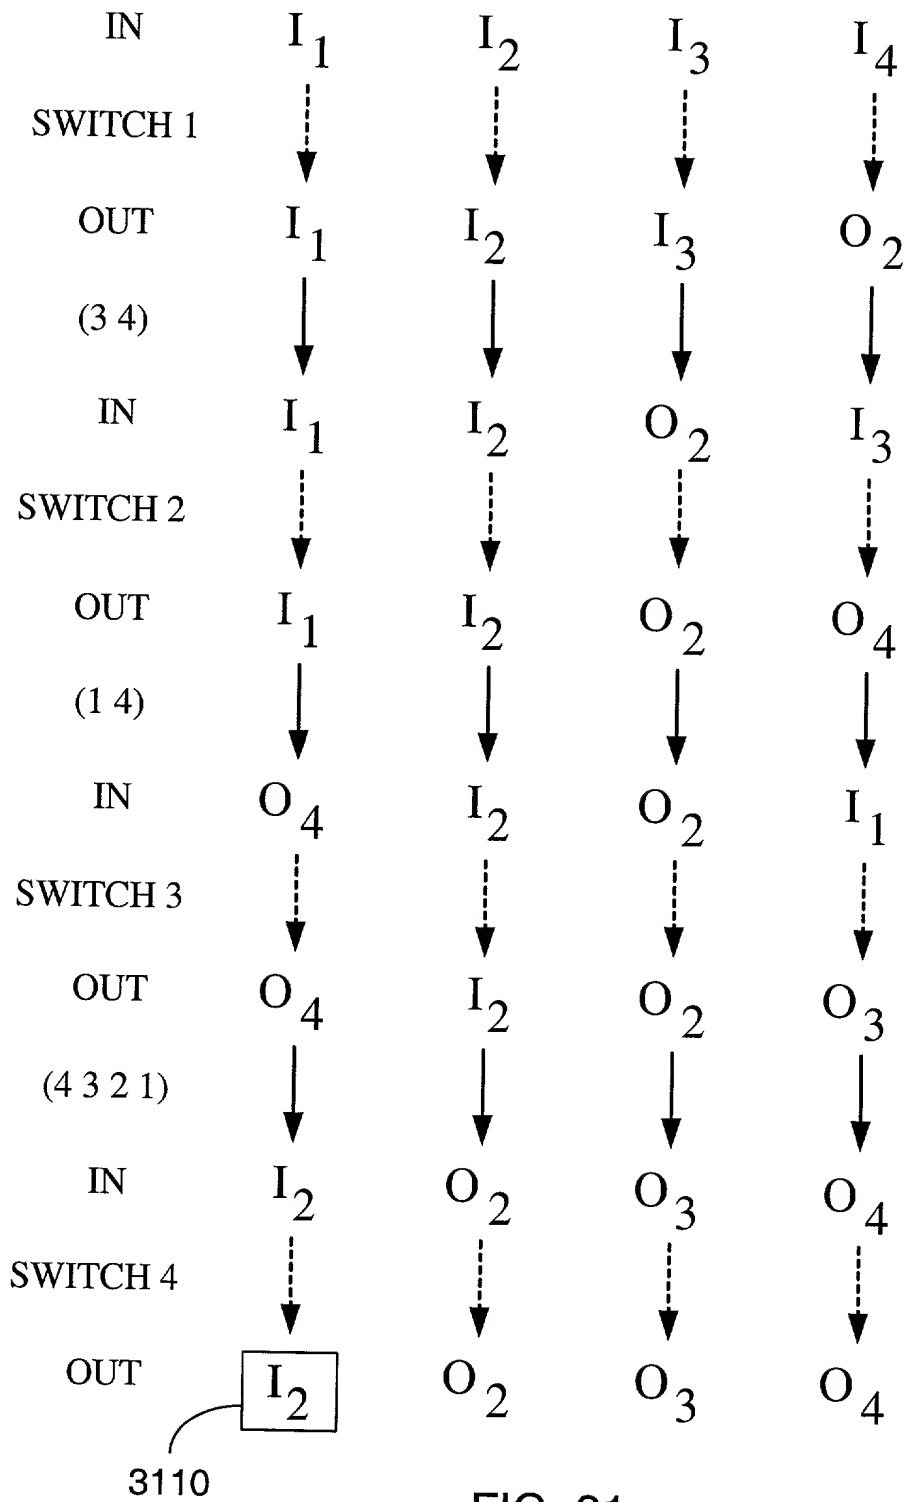 IN I1 I2 I3 I4
SWITCH 1
OUT I1 I2 I3 O2
(3 4)
IN I1 I2 O2 I3
SWITCH 2
OUT I1 I2 O2 O4
(1 4)
IN O4 I2 O2 I1
SWITCH 3
OUT O4 I2 O2 O3
(4 3 2 1)
IN I2 O2 O3 O4
SWITCH 4
OUT I2 O2 O3 O4
3110